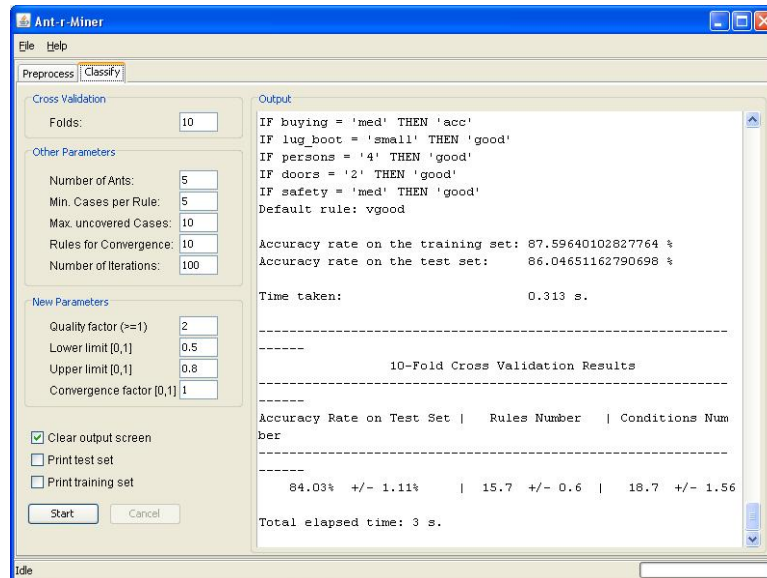 Ant-r-Miner
File Help
Preprocess Classify
Cross Validation
Folds: 10
Other Parameters
Number of Ants: 5
Min. Cases per Rule: 5
Max. uncovered Cases: 10
Rules for Convergence: 10
Number of Iterations: 100
New Parameters
Quality factor (>=1) 2
Lower limit [0,1] 0.5
Upper limit [0,1] 0.8
Convergence factor [0,1] 1
Clear output screen
Print test set
Print training set
Start Cancel
Output
IF buying = 'med' THEN 'acc'
IF lug_boot = 'small' THEN 'good'
IF persons = '4' THEN 'good'
IF doors = '2' THEN 'good'
IF safety = 'med' THEN 'good'
Default rule: vgood
Accuracy rate on the training set: 87.59640102827764 %
Accuracy rate on the test set: 86.04651162790698 %
Time taken: 0.313 s.
--------------------------------------------------------------
------
10-Fold Cross Validation Results
--------------------------------------------------------------
------
Accuracy Rate on Test Set | Rules Number | Conditions Num
ber
--------------------------------------------------------------
------
84.03% +/- 1.11% | 15.7 +/- 0.6 | 18.7 +/- 1.56
Total elapsed time: 3 s.
Idle